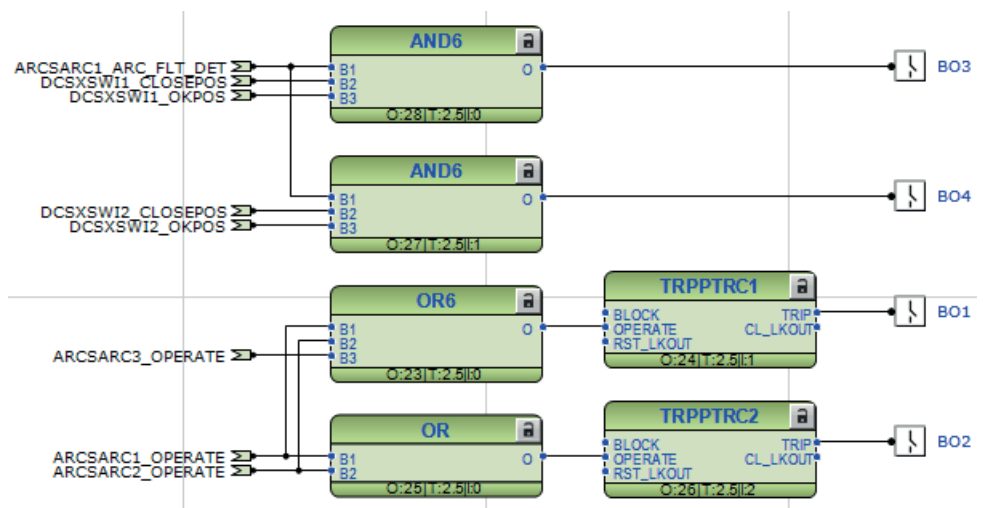 AND6
ARCSARC1_ARC_FLT_DET
DCSXSWI1_CLOSEPOS
DCSXSWI1_OKPOS
B1
B2
B3
O
O:28|T:2.5|I:0
BO3
AND6
DCSXSWI2_CLOSEPOS
DCSXSWI2_OKPOS
B1
B2
B3
O
O:27|T:2.5|I:1
BO4
OR6
ARCSARC3_OPERATE
B1
B2
B3
O
O:23|T:2.5|I:0
TRPPTRC1
BLOCK
OPERATE
RST_LKOUT
TRIP
CL_LKOUT
O:24|T:2.5|I:1
BO1
OR
ARCSARC1_OPERATE
ARCSARC2_OPERATE
B1
B2
O
O:25|T:2.5|I:0
TRPPTRC2
BLOCK
OPERATE
RST_LKOUT
TRIP
CL_LKOUT
O:26|T:2.5|I:2
BO2